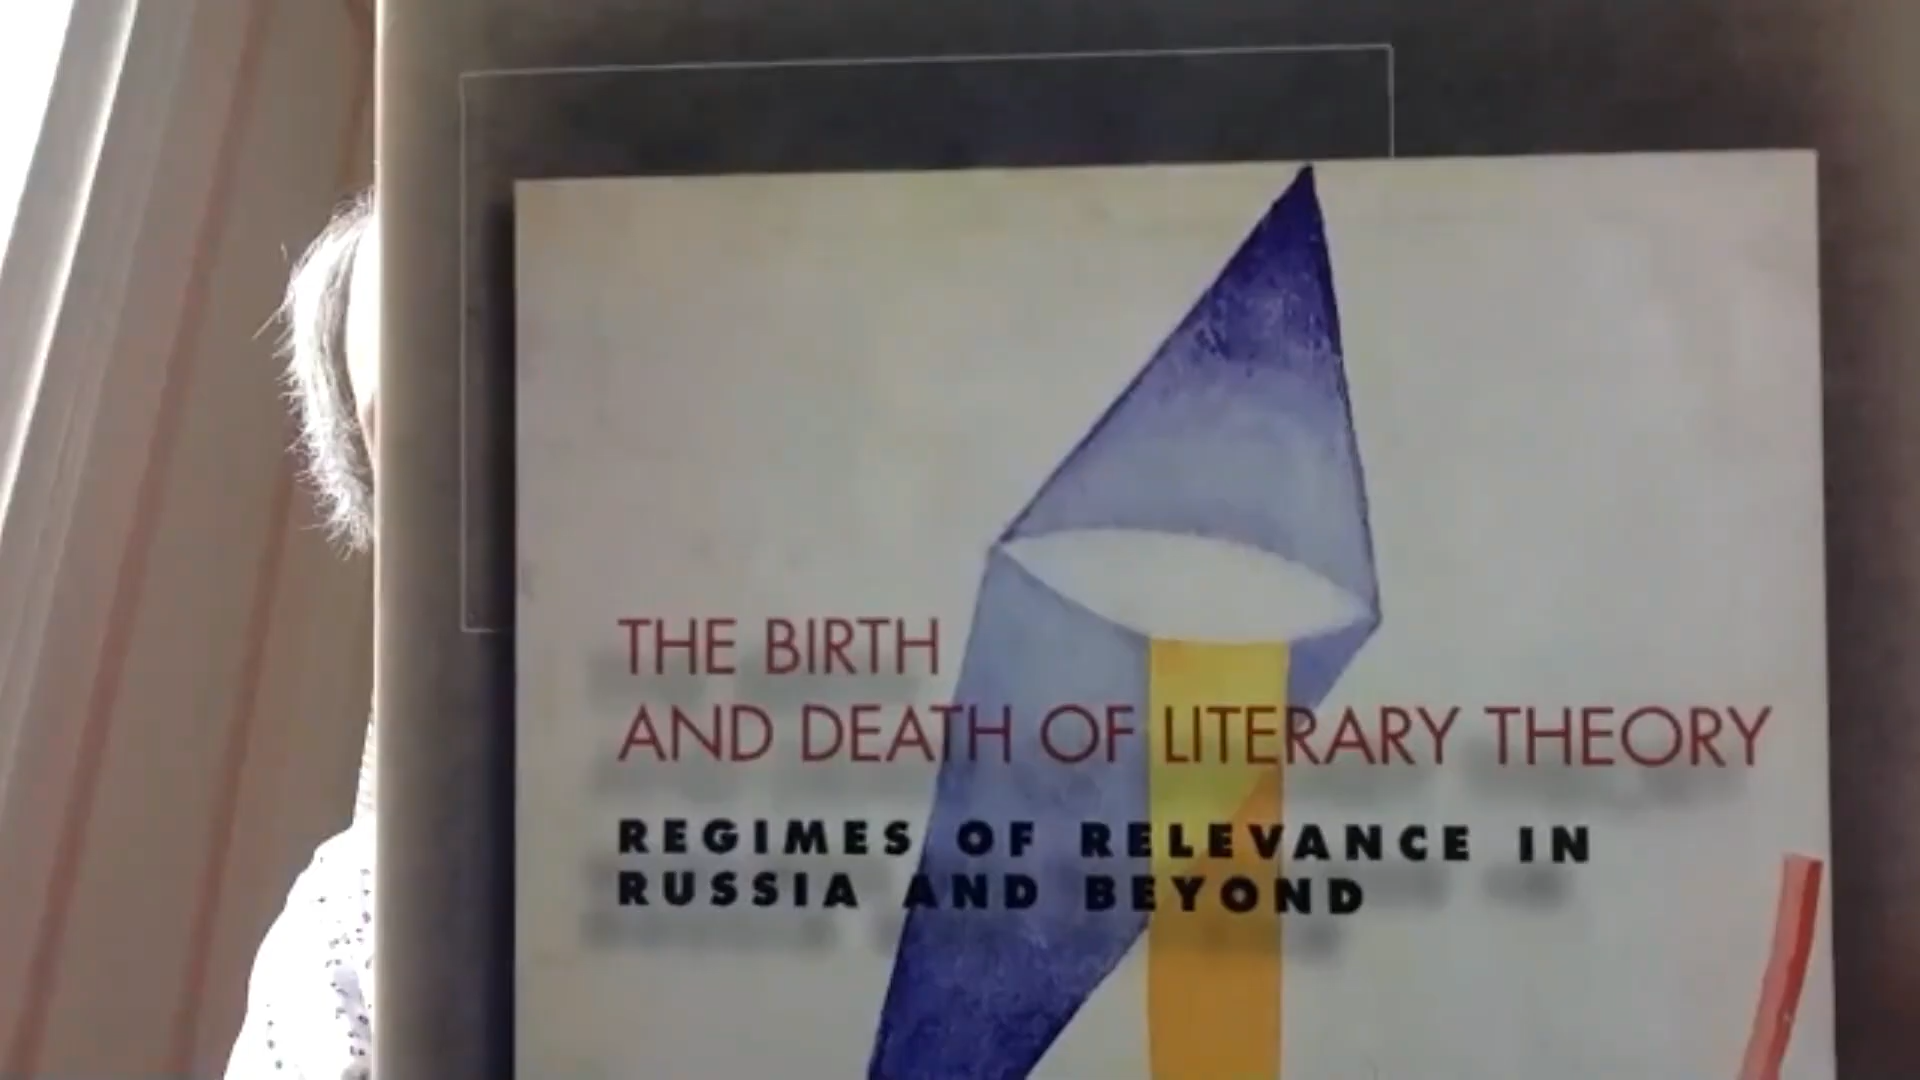 THE BIRTH
AND DEATH OF LITERARY THEORY
REGIMES OF RELEVANCE IN
RUSSIA AND BEYOND